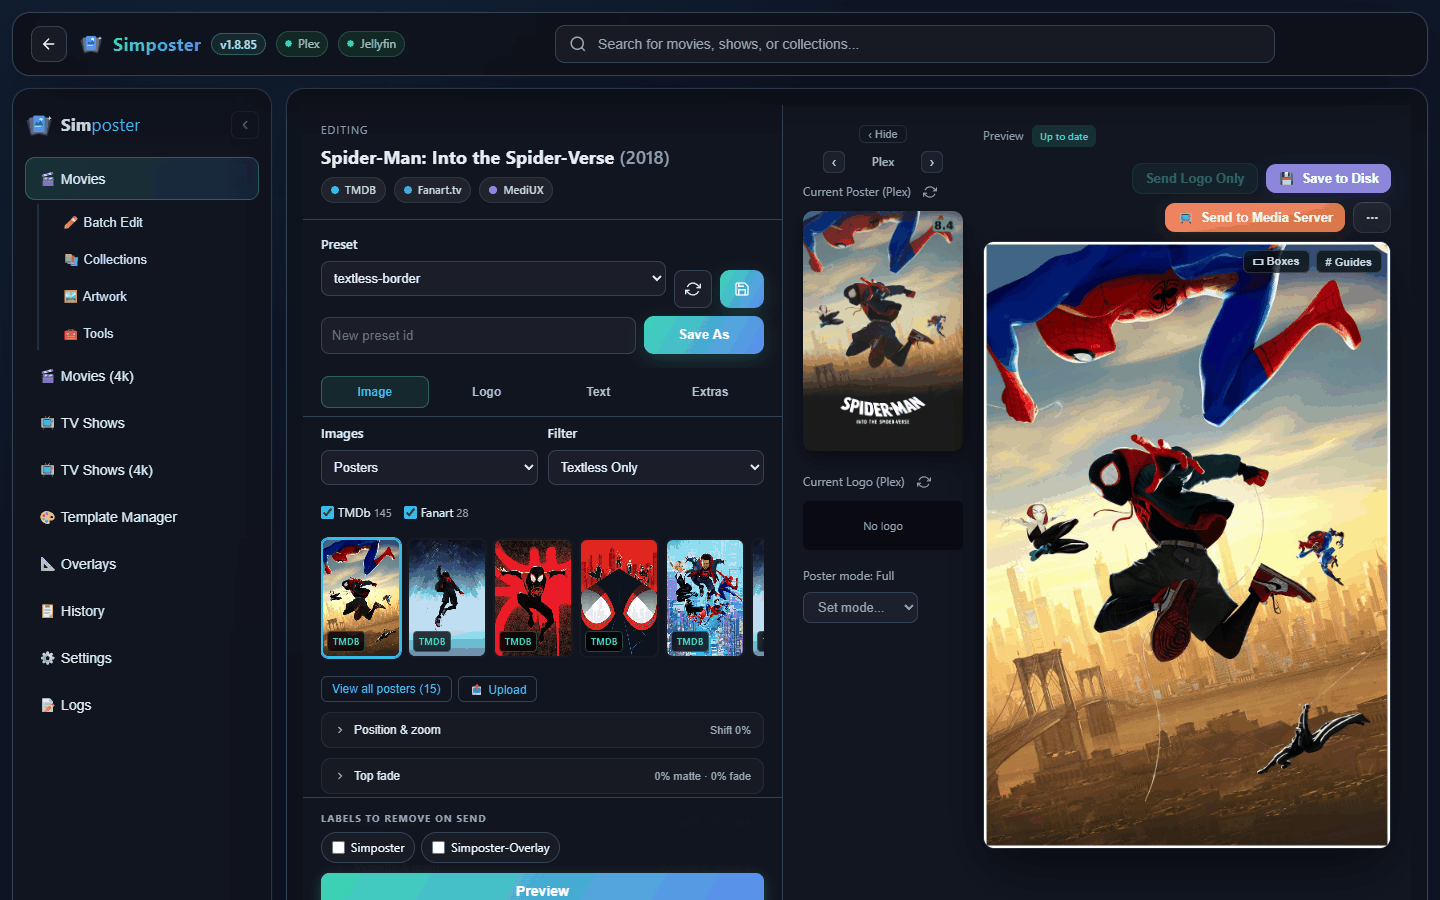 Simposter v1.8.85 Plex Jellyfin
Search for movies, shows, or collections...
Simposter
Movies
Batch Edit
Collections
Artwork
Tools
Movies (4k)
TV Shows
TV Shows (4k)
Template Manager
Overlays
History
Settings
Logs
EDITING
Spider-Man: Into the Spider-Verse (2018)
TMDB Fanart.tv MediUX
Preset
textless-border
New preset id
Save As
Image Logo Text Extras
Images Filter
Posters Textless Only
TMDb 145 Fanart 28
TMDB TMDB TMDB TMDB TMDB
View all posters (15) Upload
Position & zoom Shift 0%
Top fade 0% matte · 0% fade
LABELS TO REMOVE ON SEND
Simposter Simposter-Overlay
Preview
‹ Hide
‹ Plex ›
Current Poster (Plex)
8.4
SPIDER-MAN
INTO THE SPIDER-VERSE
Current Logo (Plex)
No logo
Poster mode: Full
Set mode...
Preview Up to date
Send Logo Only Save to Disk
Send to Media Server ...
Boxes # Guides